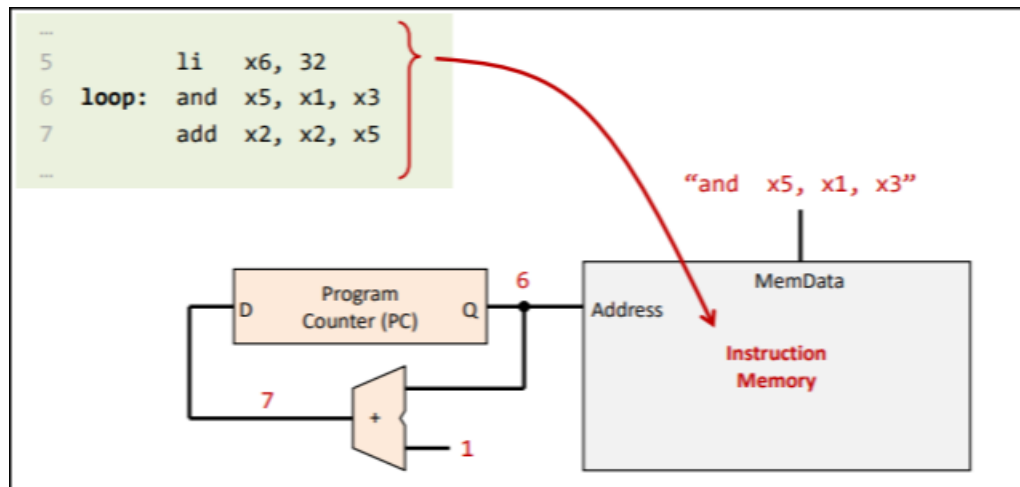 ...
5 li x6, 32
6 loop: and x5, x1, x3
7 add x2, x2, x5
...
“and x5, x1, x3”
MemData
6
Program
Counter (PC)
D
Q
Address
Instruction
Memory
7
+
1